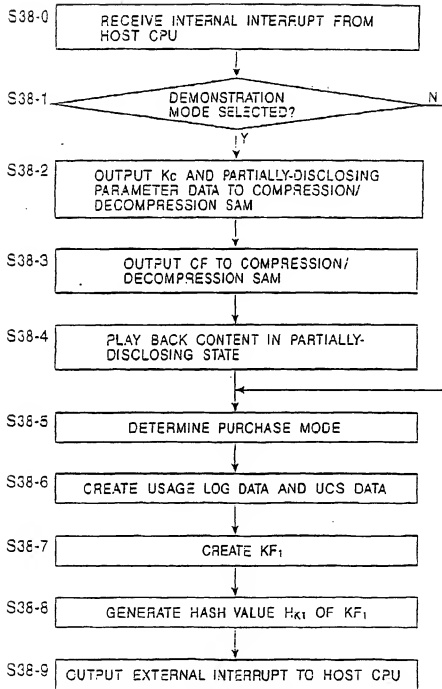 S38-0
RECEIVE INTERNAL INTERRUPT FROM
HOST CPU
S38-1
DEMONSTRATION
MODE SELECTED?
N
Y
S38-2
OUTPUT Kc AND PARTIALLY-DISCLOSING
PARAMETER DATA TO COMPRESSION/
DECOMPRESSION SAM
S38-3
OUTPUT CF TO COMPRESSION/
DECOMPRESSION SAM
S38-4
PLAY BACK CONTENT IN PARTIALLY-
DISCLOSING STATE
S38-5
DETERMINE PURCHASE MODE
S38-6
CREATE USAGE LOG DATA AND UCS DATA
S38-7
CREATE KF₁
S38-8
GENERATE HASH VALUE HK1 OF KF₁
S38-9
OUTPUT EXTERNAL INTERRUPT TO HOST CPU